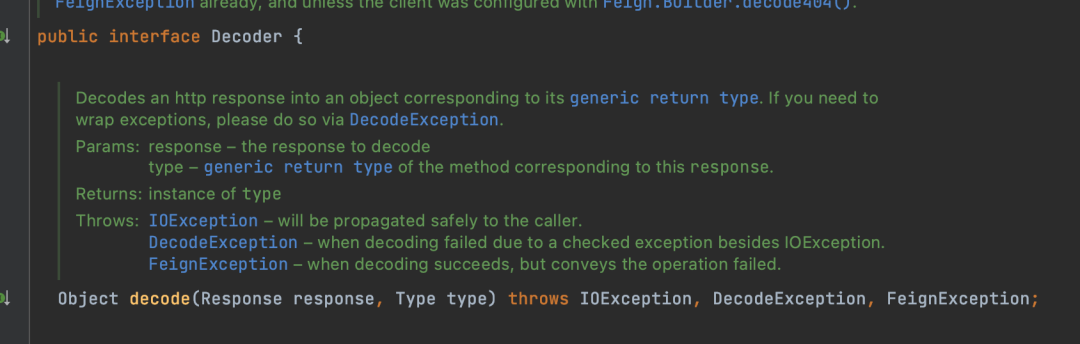 FeignException already, and unless the client was configured with Feign.Builder.decode404().
public interface Decoder {
Decodes an http response into an object corresponding to its generic return type. If you need to
wrap exceptions, please do so via DecodeException.
Params: response – the response to decode
type – generic return type of the method corresponding to this response.
Returns: instance of type
Throws: IOException – will be propagated safely to the caller.
DecodeException – when decoding failed due to a checked exception besides IOException.
FeignException – when decoding succeeds, but conveys the operation failed.
Object decode(Response response, Type type) throws IOException, DecodeException, FeignException;